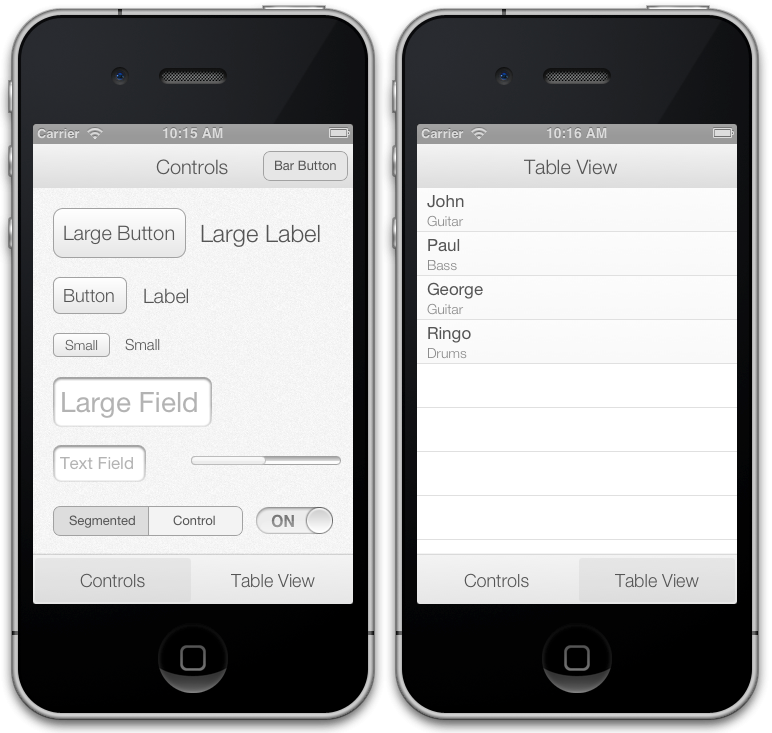 Carrier 10:15 AM
Controls Bar Button
Large Button Large Label
Button Label
Small Small
Large Field
Text Field
Segmented Control ON
Controls Table View
Carrier 10:16 AM
Table View
John
Guitar
Paul
Bass
George
Guitar
Ringo
Drums
Controls Table View